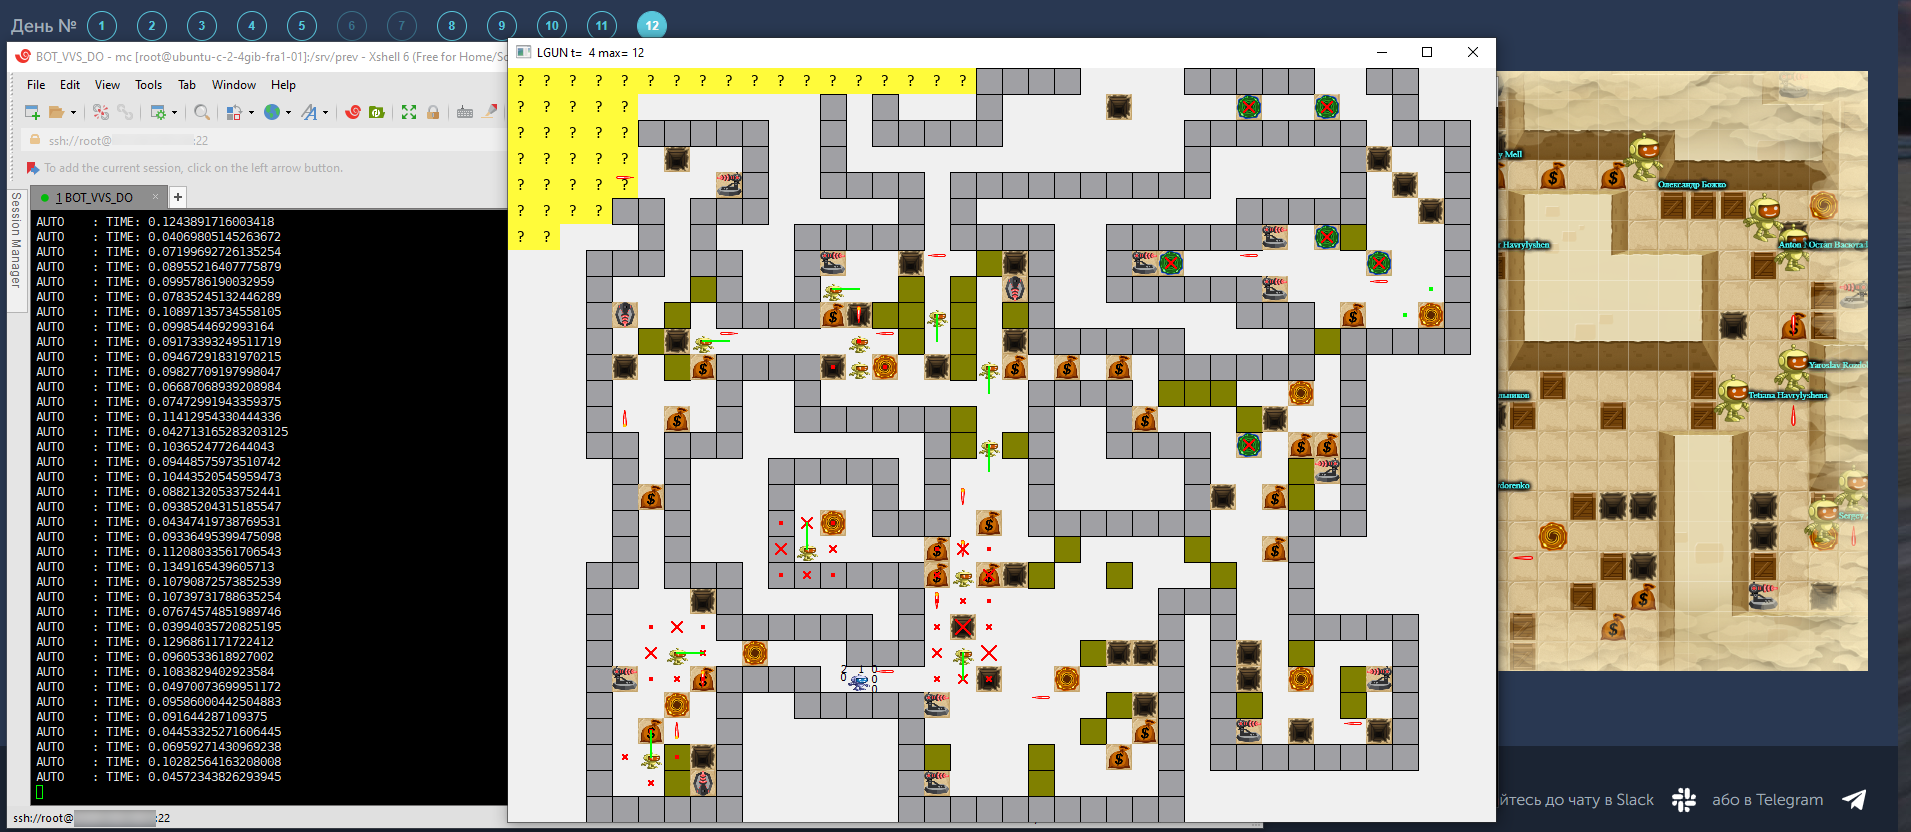 День №
1 2 3 4 5 6 7 8 9 10 11 12
BOT_VVS_DO - mc [root@ubuntu-c-2-4gib-fra1-01]:/srv/prev - Xshell 6 (Free for Home/Sc
File Edit View Tools Tab Window Help
ssh://root@ :22
To add the current session, click on the left arrow button.
Session Manager
1 BOT_VVS_DO × +
AUTO : TIME: 0.1243891716003418
AUTO : TIME: 0.04069805145263672
AUTO : TIME: 0.07199692726135254
AUTO : TIME: 0.08955216407775879
AUTO : TIME: 0.0995786190032959
AUTO : TIME: 0.07835245132446289
AUTO : TIME: 0.10897135734558105
AUTO : TIME: 0.0998544692993164
AUTO : TIME: 0.09173393249511719
AUTO : TIME: 0.09467291831970215
AUTO : TIME: 0.09827709197998047
AUTO : TIME: 0.06687068939208984
AUTO : TIME: 0.07472991943359375
AUTO : TIME: 0.11412954330444336
AUTO : TIME: 0.042713165283203125
AUTO : TIME: 0.1036524772644043
AUTO : TIME: 0.09448575973510742
AUTO : TIME: 0.10443520545959473
AUTO : TIME: 0.08821320533752441
AUTO : TIME: 0.09385204315185547
AUTO : TIME: 0.04347419738769531
AUTO : TIME: 0.09336495399475098
AUTO : TIME: 0.11208033561706543
AUTO : TIME: 0.1349165439605713
AUTO : TIME: 0.10790872573852539
AUTO : TIME: 0.10739731788635254
AUTO : TIME: 0.07674574851989746
AUTO : TIME: 0.03994035720825195
AUTO : TIME: 0.1296861171722412
AUTO : TIME: 0.0960533618927002
AUTO : TIME: 0.1083829402923584
AUTO : TIME: 0.04970073699951172
AUTO : TIME: 0.09586000442504883
AUTO : TIME: 0.091644287109375
AUTO : TIME: 0.04453325271606445
AUTO : TIME: 0.06959271430969238
AUTO : TIME: 0.10282564163208008
AUTO : TIME: 0.04572343826293945
ssh://root@ :22
LGUN t= 4 max= 12
? ? ? ? ? ? ? ? ? ? ? ? ? ? ? ? ? ?
? ? ? ? ?
? ? ? ? ?
? ? ? ? ?
? ? ? ? ?
? ? ? ?
? ?
2 1 0
0 0
0
y Mell
Олександр Божко
Havrylyshen
Anton
Остап Васюта
Yaroslav Rozdo
Tetiana Havrylyshena
льников
dorenko
Sergey
йтесь до чату в Slack або в Telegram